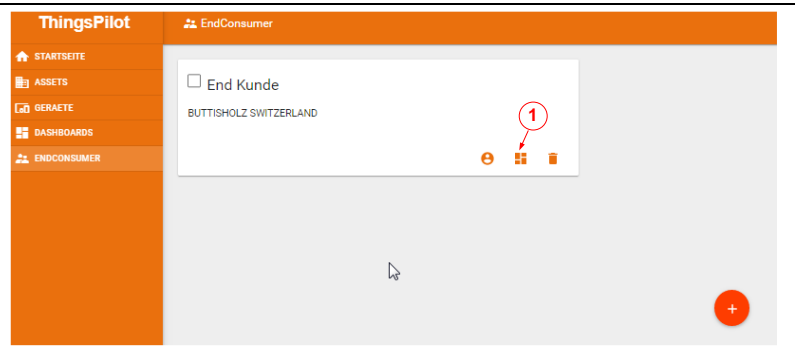 ThingsPilot
EndConsumer
STARTSEITE
ASSETS
GERAETE
DASHBOARDS
ENDCONSUMER
End Kunde
BUTTISHOLZ SWITZERLAND
1
+